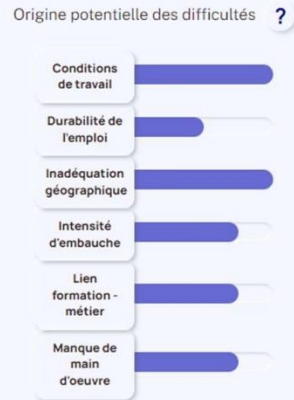 Origine potentielle des difficultés ?
Conditions
de travail
Durabilité de
l'emploi
Inadéquation
géographique
Intensité
d'embauche
Lien
formation -
métier
Manque de
main
d'oeuvre